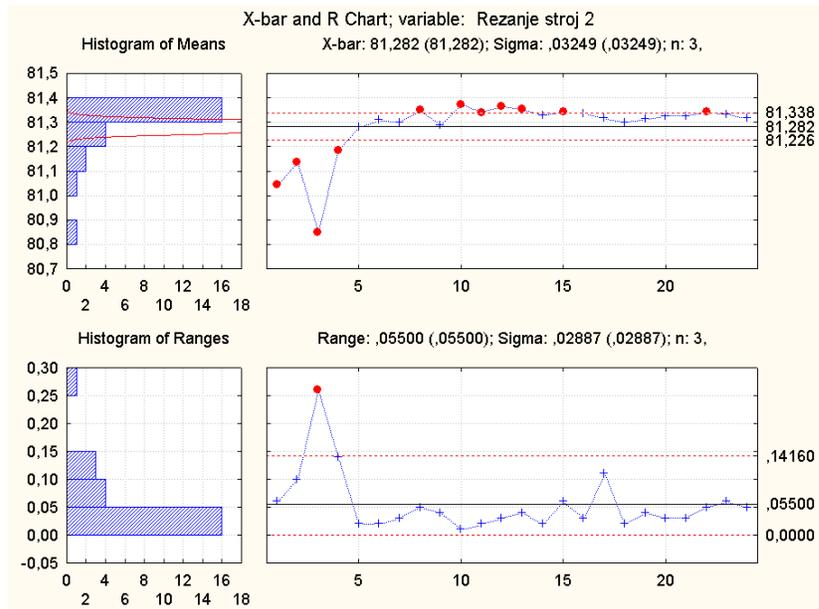 X-bar and R Chart; variable: Rezanje stroj 2
Histogram of Means
X-bar: 81,282 (81,282); Sigma: ,03249 (,03249); n: 3,
81,5
81,4
81,3
81,2
81,1
81,0
80,9
80,8
80,7
0 4 8 12 16
2 6 10 14 18
5 10 15 20
81,338
81,282
81,226
Histogram of Ranges
Range: ,05500 (,05500); Sigma: ,02887 (,02887); n: 3,
0,30
0,25
0,20
0,15
0,10
0,05
0,00
-0,05
0 4 8 12 16
2 6 10 14 18
5 10 15 20
,14160
,05500
0,0000